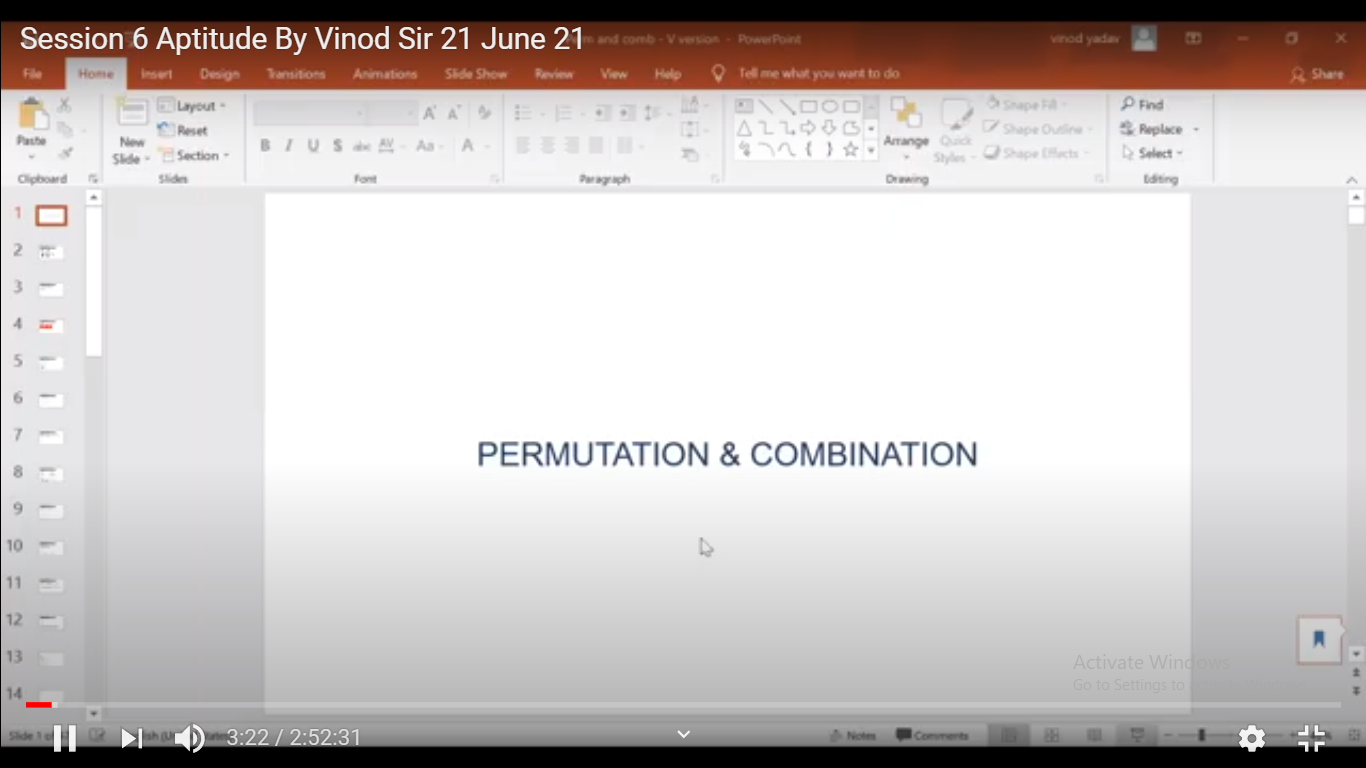 Session 6 Aptitude By Vinod Sir 21 June 21
m and comb - V version - PowerPoint
vinod yadav
File Home Insert Design Transitions Animations Slide Show Review View Help Tell me what you want to do Share
Paste
Clipboard
New
Slide
Layout
Reset
Section
Slides
B I U S abc AV Aa A
Font
Paragraph
Arrange
Quick
Styles
Shape Fill
Shape Outline
Shape Effects
Drawing
Find
Replace
Select
Editing
1
2
3
4
5
6
7
8
9
10
11
12
13
14
PERMUTATION & COMBINATION
Activate Windows
Go to Settings to
Slide 1 of
3:22 / 2:52:31
Notes
Comments